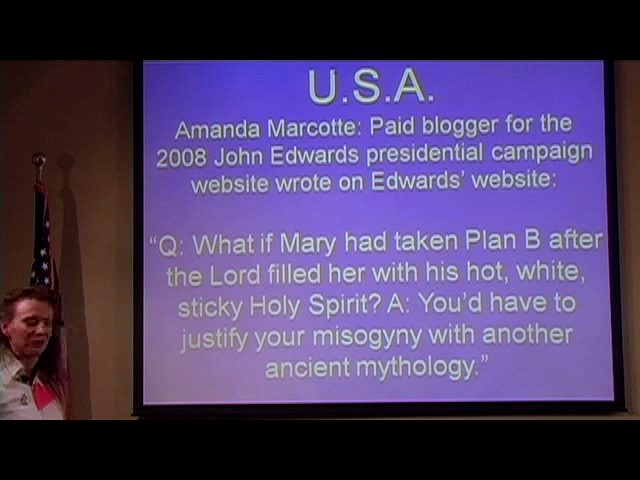 U.S.A.
Amanda Marcotte: Paid blogger for the
2008 John Edwards presidential campaign
website wrote on Edwards' website:
“Q: What if Mary had taken Plan B after
the Lord filled her with his hot, white,
sticky Holy Spirit? A: You'd have to
justify your misogyny with another
ancient mythology.”